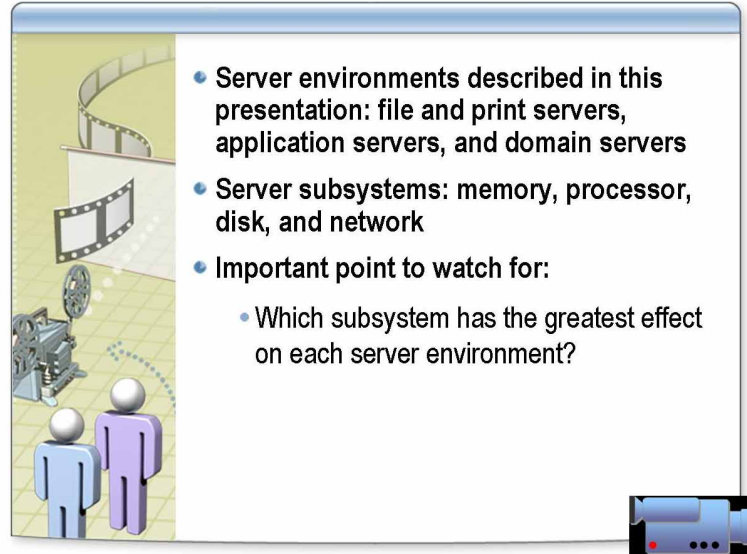 Server environments described in this
presentation: file and print servers,
application servers, and domain servers
Server subsystems: memory, processor,
disk, and network
Important point to watch for:
Which subsystem has the greatest effect
on each server environment?